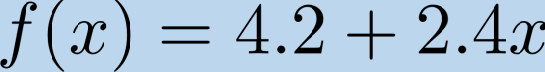 f(x) = 4.2 + 2.4x